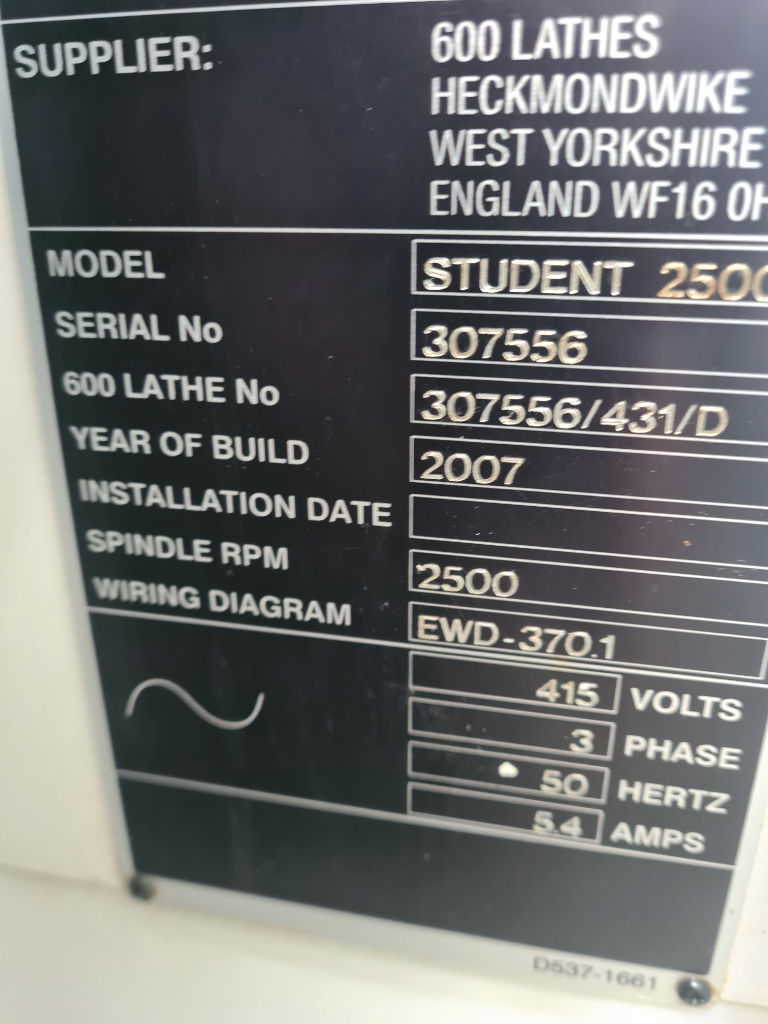 SUPPLIER: 600 LATHES
HECKMONDWIKE
WEST YORKSHIRE
ENGLAND WF16 0H
MODEL STUDENT 2500
SERIAL No 307556
600 LATHE No 307556/431/D
YEAR OF BUILD 2007
INSTALLATION DATE
SPINDLE RPM 2500
WIRING DIAGRAM EWD-370.1
415 VOLTS
3 PHASE
50 HERTZ
5.4 AMPS
D537-1661